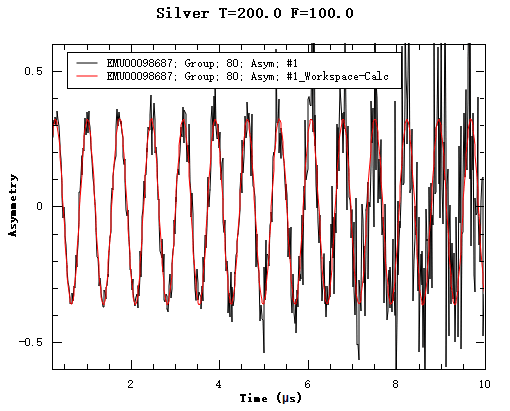 Silver T=200.0 F=100.0
EMU00098687; Group; 80; Asym; #1
EMU00098687; Group; 80; Asym; #1_Workspace-Calc
0.5
0
-0.5
Asymmetry
2 4 6 8 10
Time (μs)